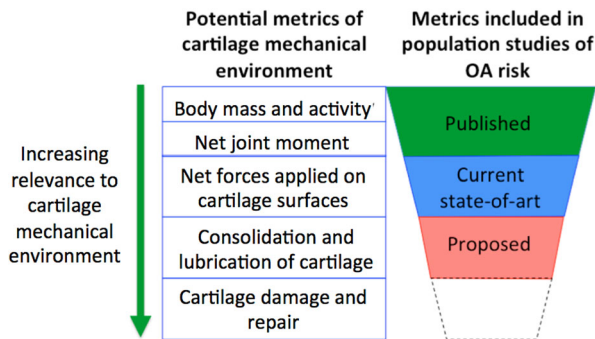 Potential metrics of
cartilage mechanical
environment
Metrics included in
population studies of
OA risk
Increasing
relevance to
cartilage
mechanical
environment
Body mass and activity
Net joint moment
Net forces applied on
cartilage surfaces
Consolidation and
lubrication of cartilage
Cartilage damage and
repair
Published
Current
state-of-art
Proposed